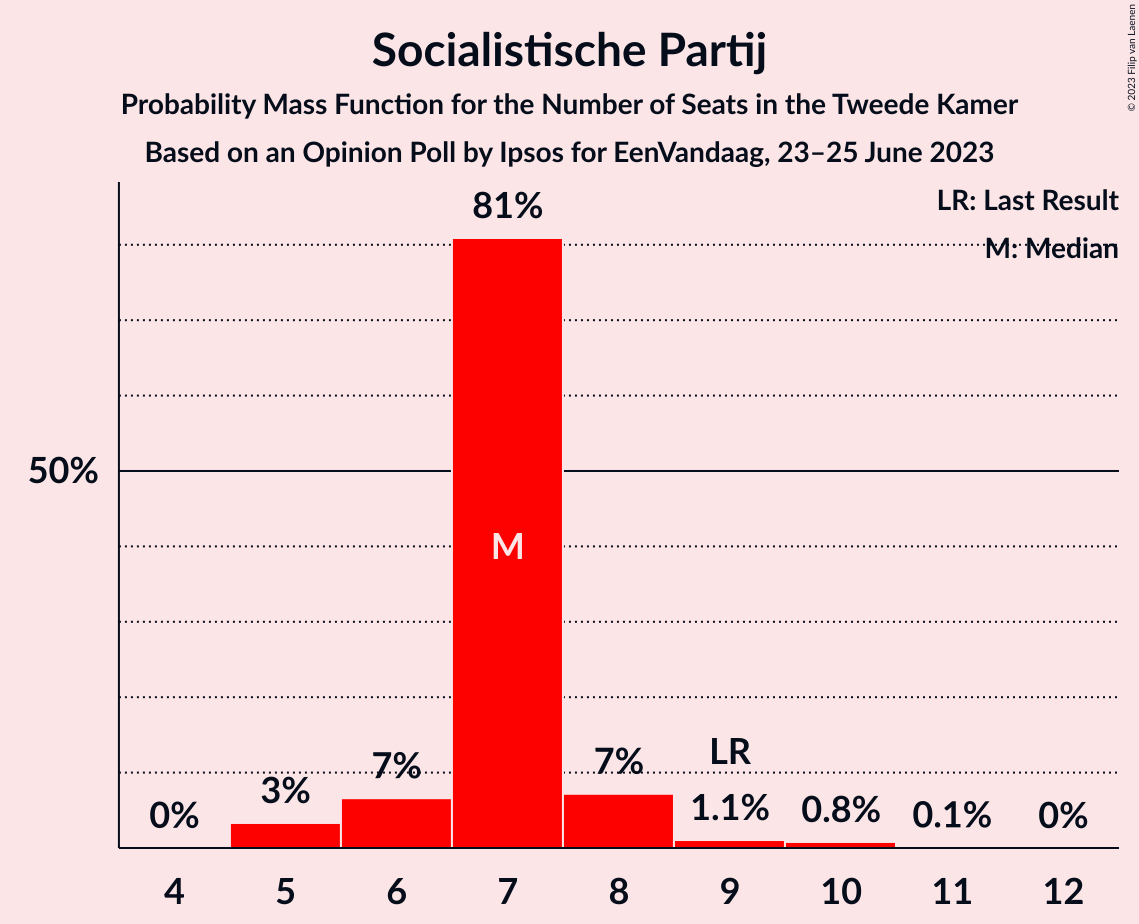 Socialistische Partij
Probability Mass Function for the Number of Seats in the Tweede Kamer
Based on an Opinion Poll by Ipsos for EenVandaag, 23–25 June 2023
© 2023 Filip van Laenen
LR: Last Result
M: Median
50%
0%
3%
7%
81%
M
7%
LR
1.1%
0.8%
0.1%
0%
4 5 6 7 8 9 10 11 12